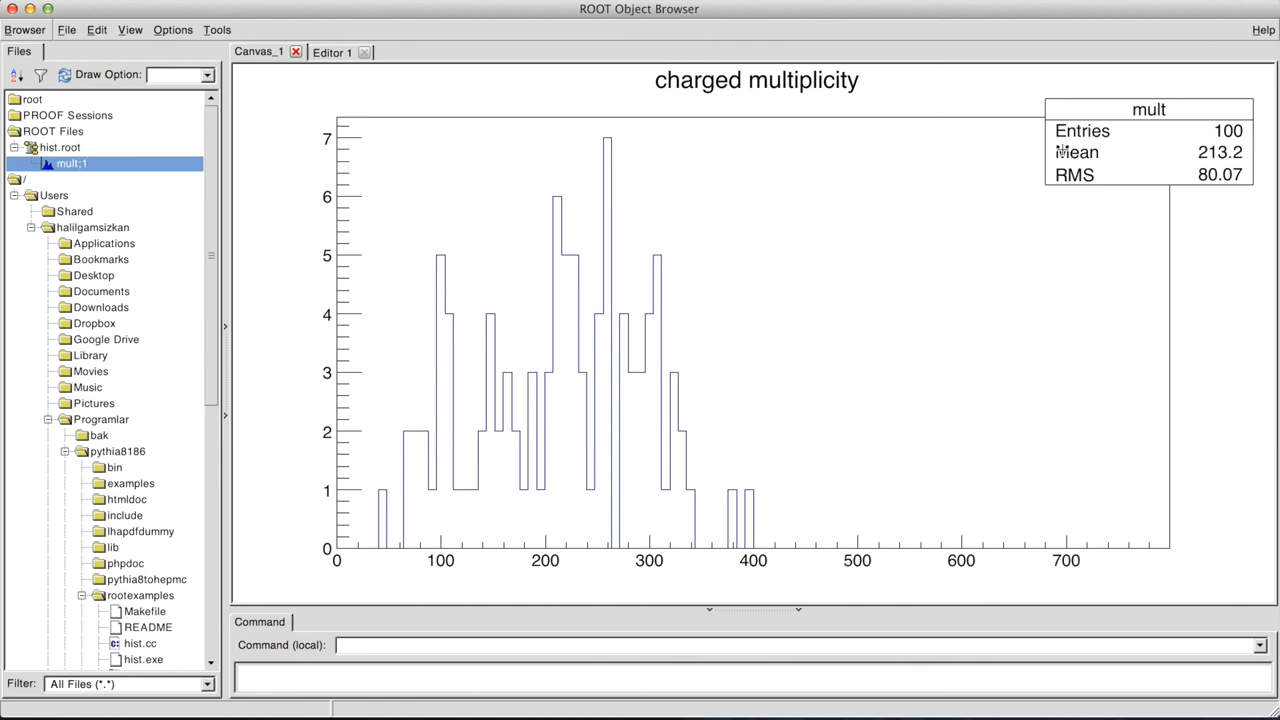 ROOT Object Browser
Browser File Edit View Options Tools Help
Files
Canvas_1 Editor 1
Draw Option:
root
PROOF Sessions
ROOT Files
hist.root
mult;1
/
Users
Shared
halilgamsizkan
Applications
Bookmarks
Desktop
Documents
Downloads
Dropbox
Google Drive
Library
Movies
Music
Pictures
Programlar
bak
pythia8186
bin
examples
htmldoc
include
lhapdfdummy
lib
phpdoc
pythia8tohepmc
rootexamples
Makefile
README
hist.cc
hist.exe
Filter: All Files (*.*)
charged multiplicity
mult
Entries 100
Mean 213.2
RMS 80.07
7
6
5
4
3
2
1
0
0 100 200 300 400 500 600 700
Command
Command (local):